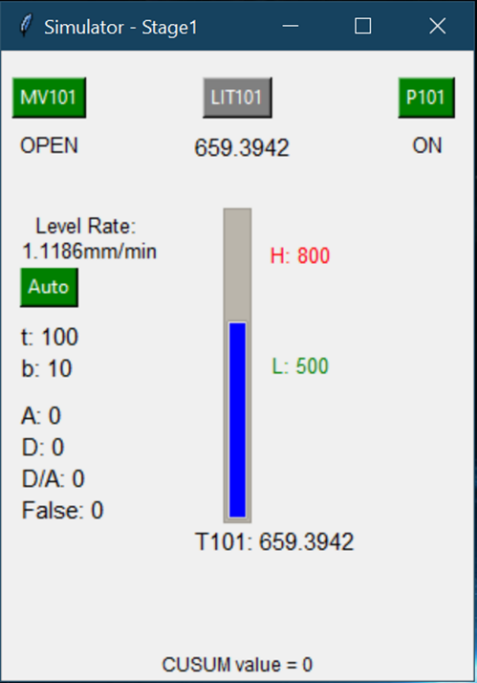 Simulator - Stage1
MV101
LIT101
P101
OPEN
659.3942
ON
Level Rate:
1.1186mm/min
H: 800
Auto
t: 100
b: 10
L: 500
A: 0
D: 0
D/A: 0
False: 0
T101: 659.3942
CUSUM value = 0